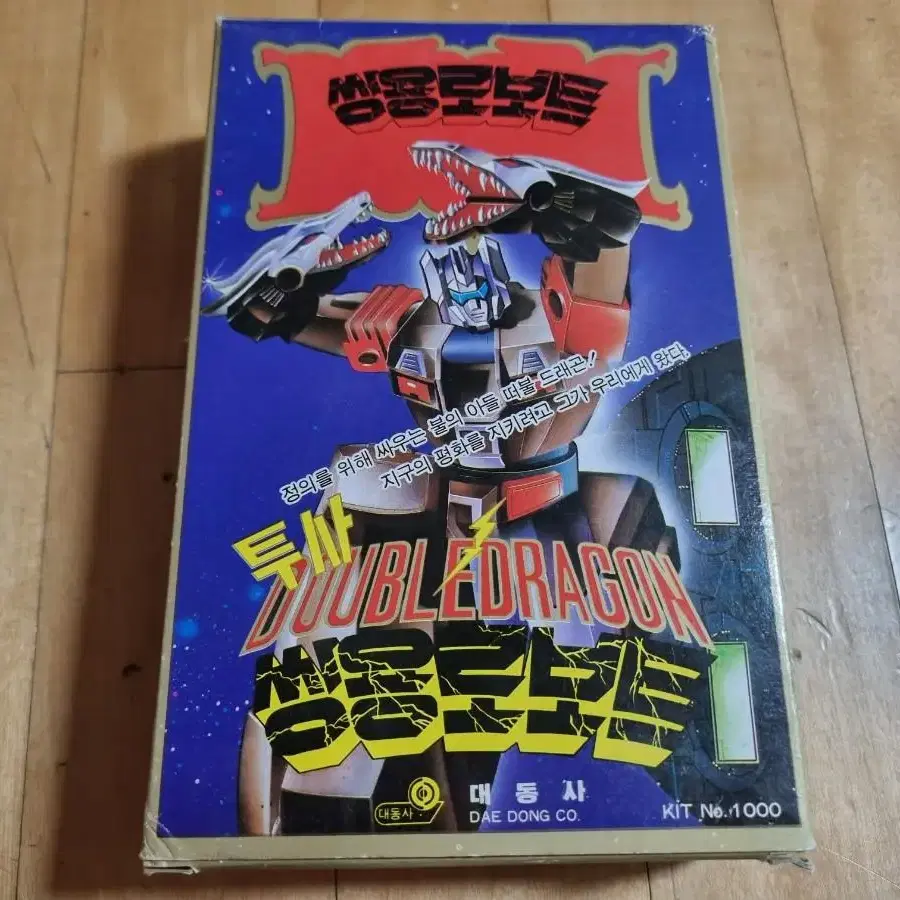 씽용로보트
정의를 위해 싸우는 불의 아들 떠블 드래곤!
지구의 평화를 지키려고 그가 우리에게 왔다.
투사
DOUBLEDRAGON
씽용로보트
대동사
대동사
DAE DONG CO.
KIT No. 1000